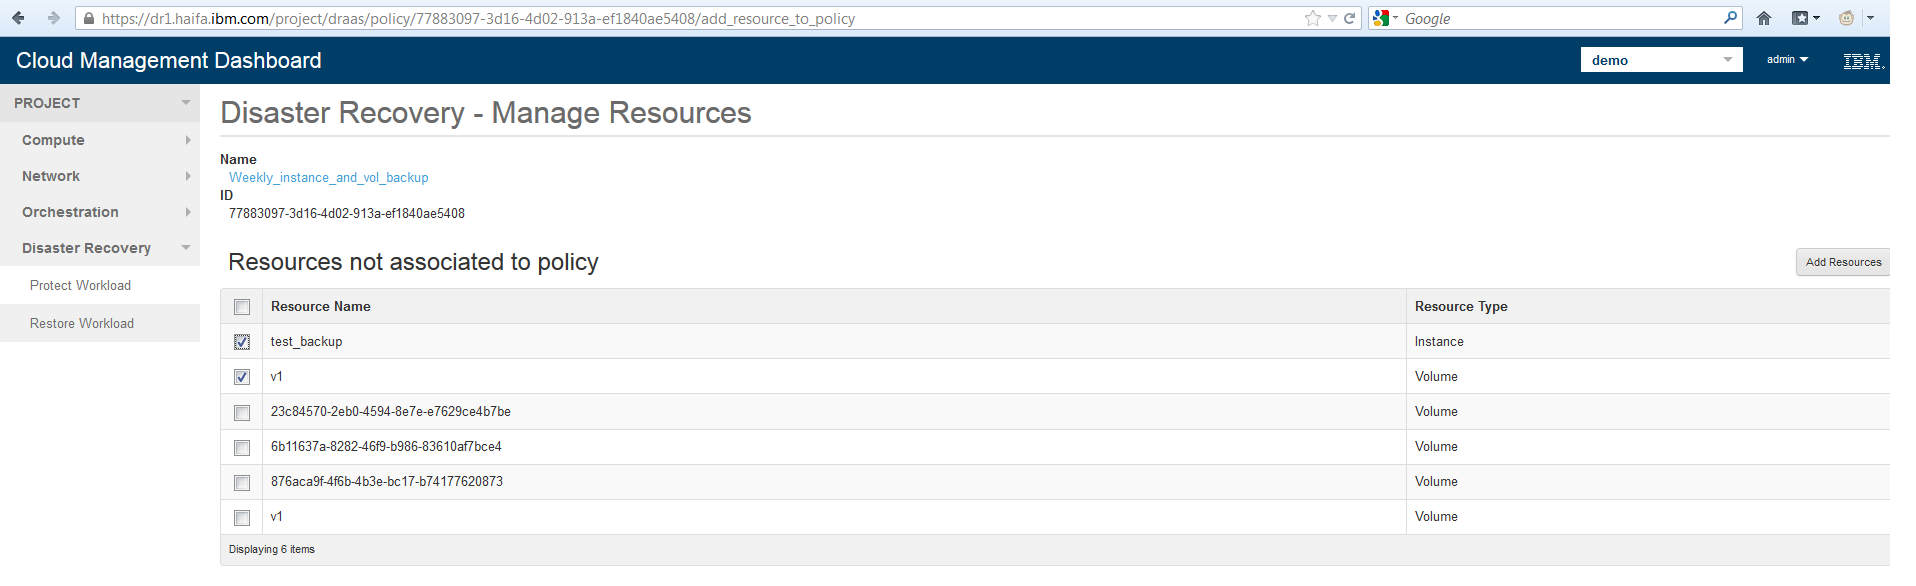 https://dr1.haifa.ibm.com/project/draas/policy/77883097-3d16-4d02-913a-ef1840ae5408/add_resource_to_policy
Google
Cloud Management Dashboard
demo
admin
IBM.
PROJECT
Compute
Network
Orchestration
Disaster Recovery
Protect Workload
Restore Workload
Disaster Recovery - Manage Resources
Name
Weekly_instance_and_vol_backup
ID
77883097-3d16-4d02-913a-ef1840ae5408
Resources not associated to policy
Add Resources
Resource Name Resource Type
test_backup Instance
v1 Volume
23c84570-2eb0-4594-8e7e-e7629ce4b7be Volume
6b11637a-8282-46f9-b986-83610af7bce4 Volume
876aca9f-4f6b-4b3e-bc17-b74177620873 Volume
v1 Volume
Displaying 6 items